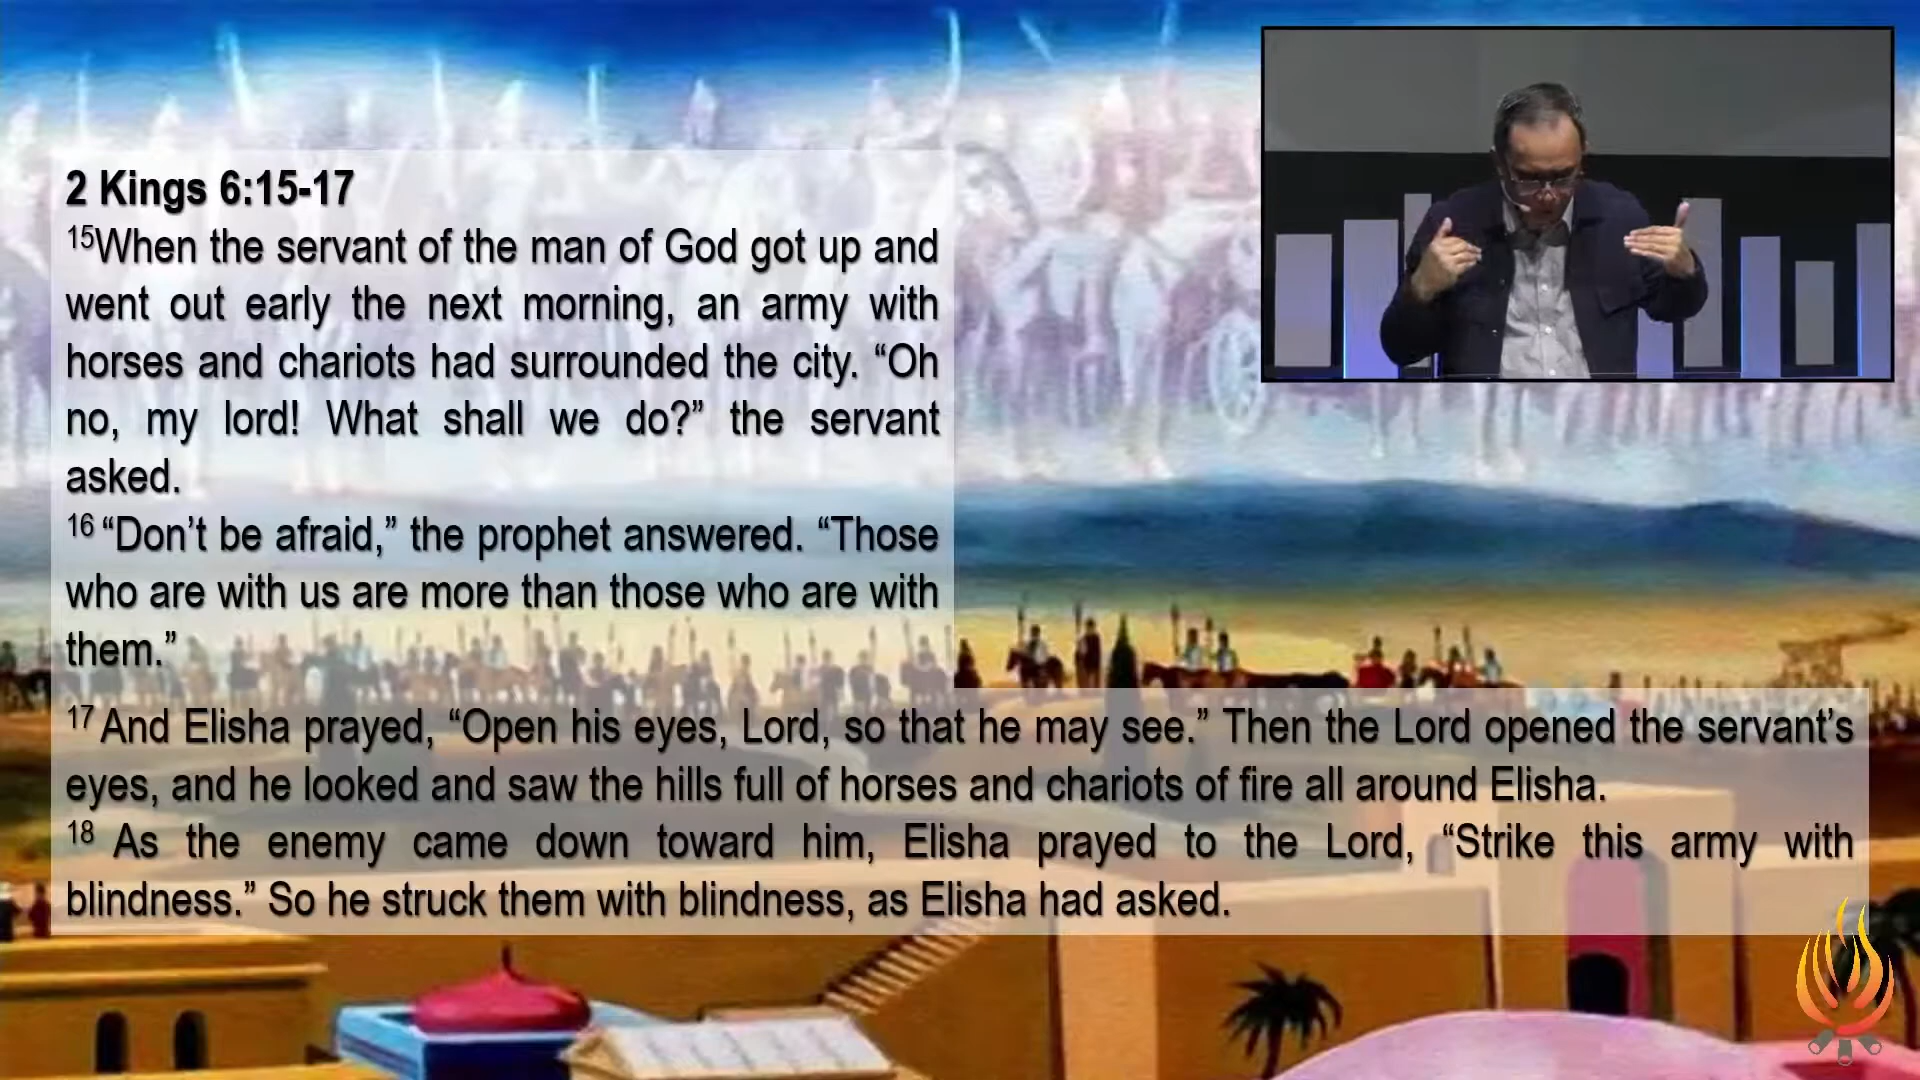 2 Kings 6:15-17
15When the servant of the man of God got up and
went out early the next morning, an army with
horses and chariots had surrounded the city. “Oh
no, my lord! What shall we do?” the servant
asked.
16 “Don’t be afraid,” the prophet answered. “Those
who are with us are more than those who are with
them.”
17 And Elisha prayed, “Open his eyes, Lord, so that he may see.” Then the Lord opened the servant’s
eyes, and he looked and saw the hills full of horses and chariots of fire all around Elisha.
18 As the enemy came down toward him, Elisha prayed to the Lord, “Strike this army with
blindness.” So he struck them with blindness, as Elisha had asked.